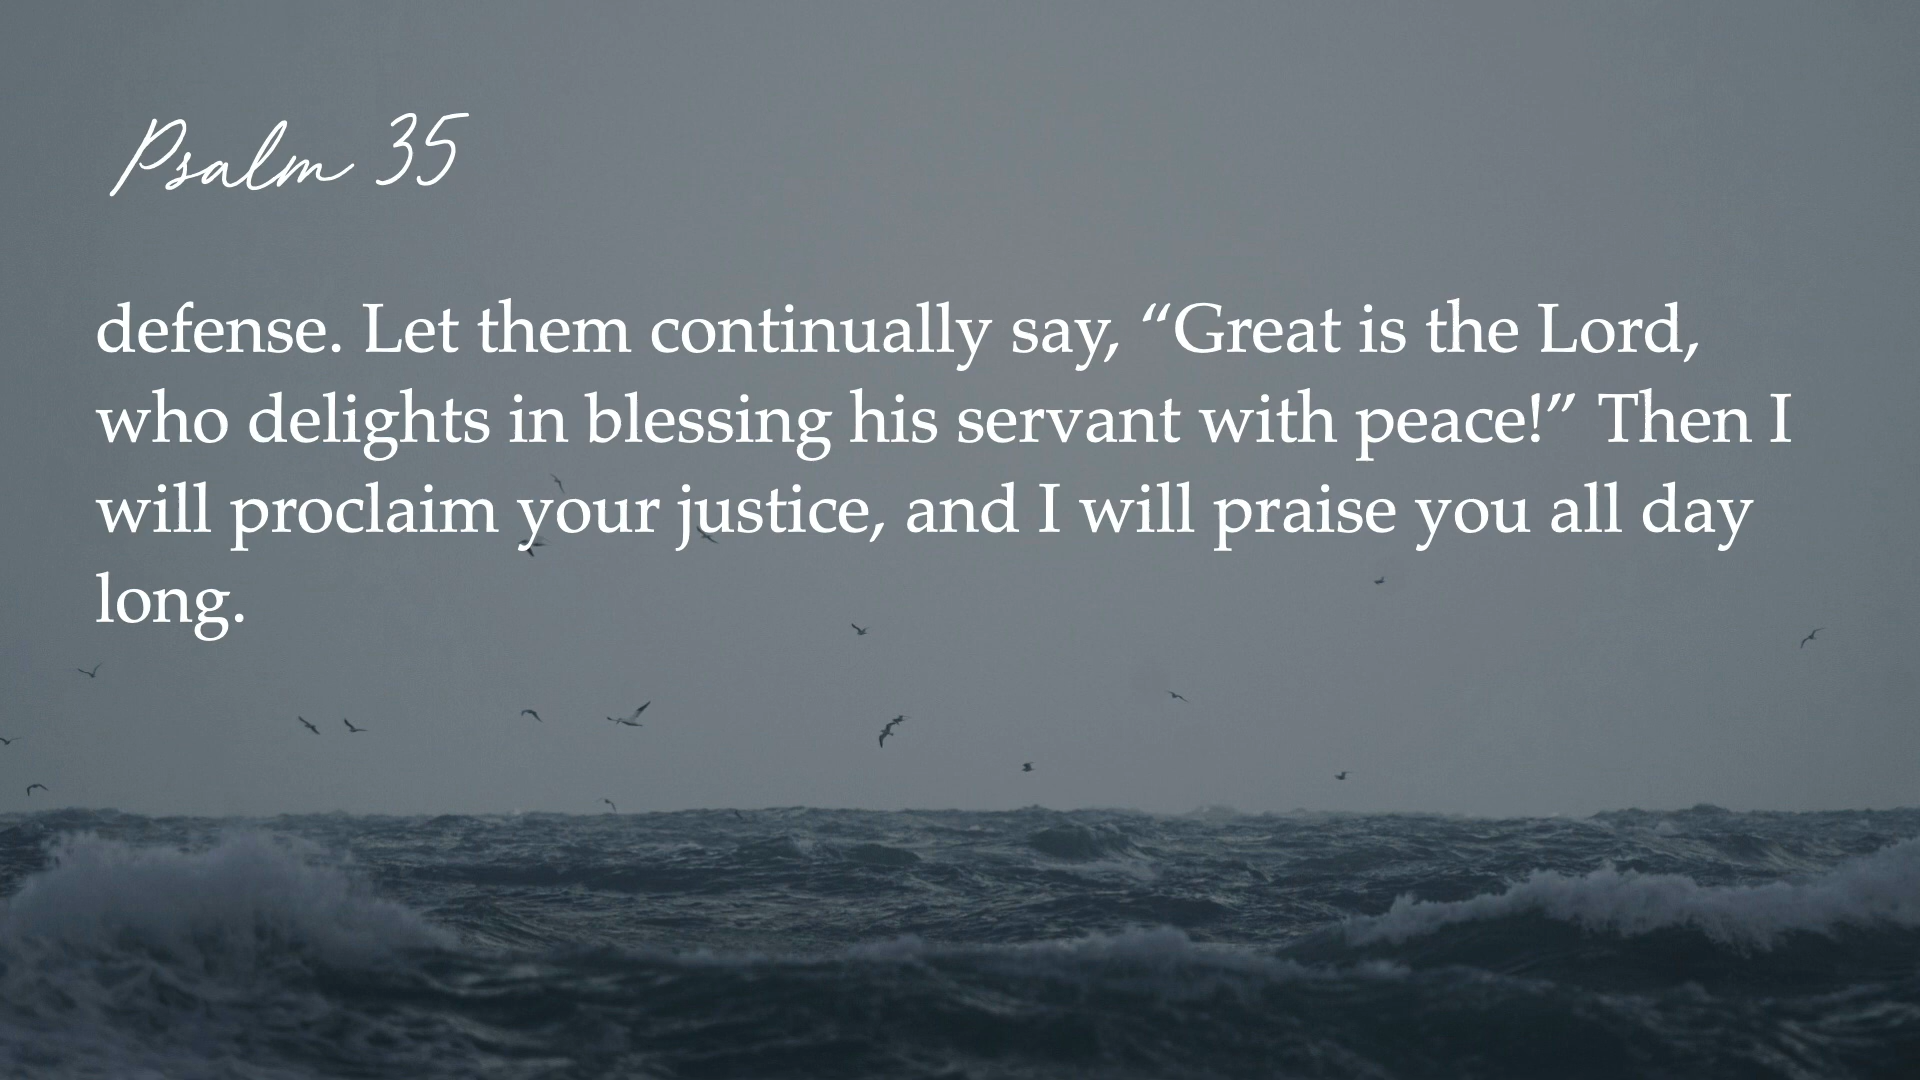 Psalm 35
defense. Let them continually say, “Great is the Lord,
who delights in blessing his servant with peace!” Then I
will proclaim your justice, and I will praise you all day
long.